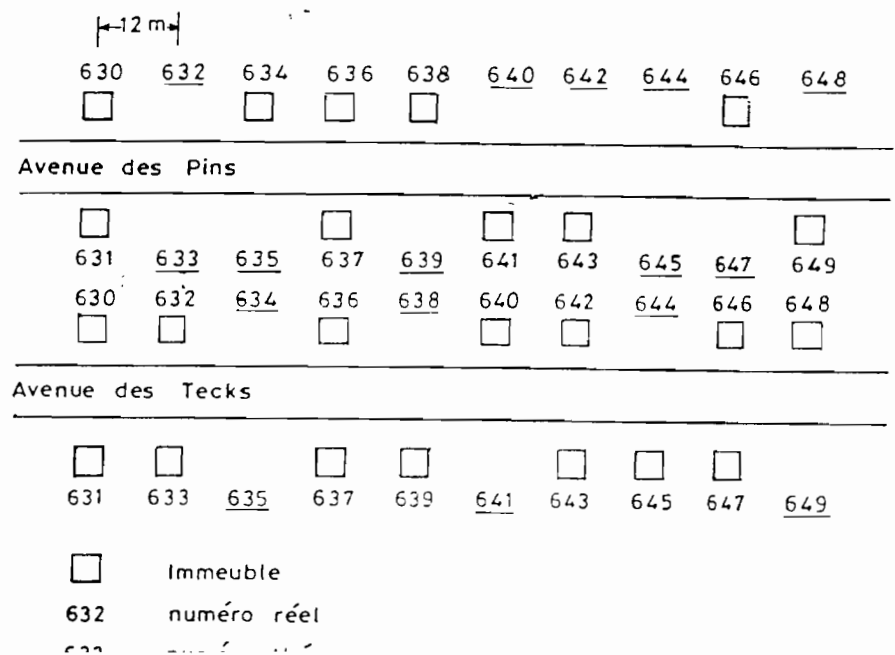 12 m
630 632 634 636 638 640 642 644 646 648
Avenue des Pins
631 633 635 637 639 641 643 645 647 649
630 632 634 636 638 640 642 644 646 648
Avenue des Tecks
631 633 635 637 639 641 643 645 647 649
Immeuble
632 numéro réel